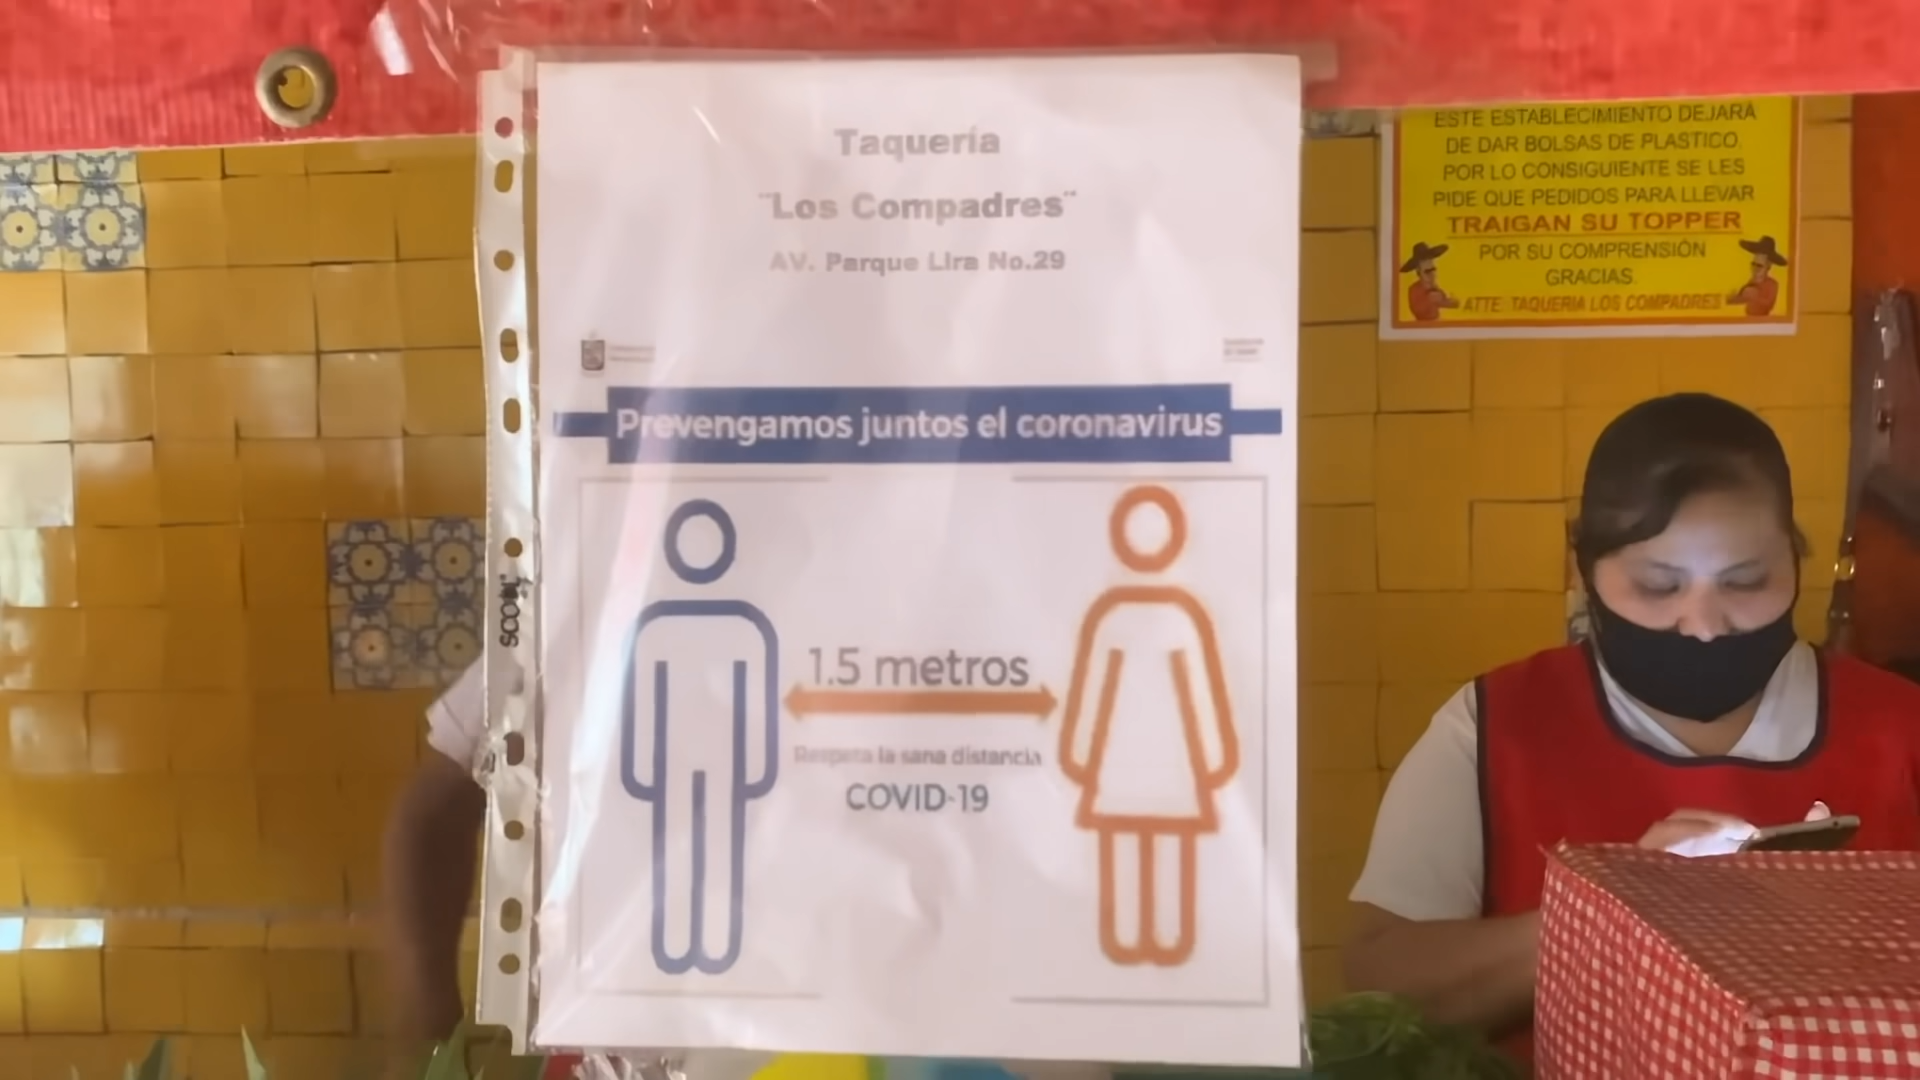 Taquería
"Los Compadres"
AV. Parque Lira No.29
Prevengamos juntos el coronavirus
1.5 metros
Respeta la sana distancia
COVID-19
ESTE ESTABLECIMIENTO DEJARÁ
DE DAR BOLSAS DE PLASTICO,
POR LO CONSIGUIENTE SE LES
PIDE QUE PEDIDOS PARA LLEVAR
TRAIGAN SU TOPPER
POR SU COMPRENSIÓN
GRACIAS.
ATTE: TAQUERIA LOS COMPADRES